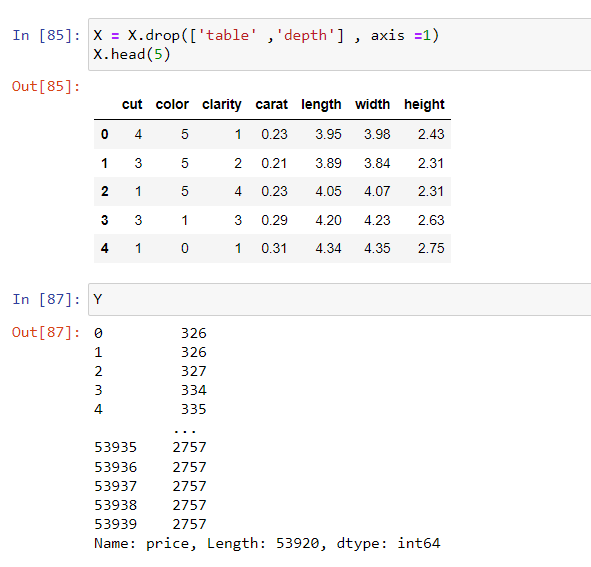 In [85]: X = X.drop(['table' ,'depth'] , axis =1)
X.head(5)
Out[85]:
cut color clarity carat length width height
0 4 5 1 0.23 3.95 3.98 2.43
1 3 5 2 0.21 3.89 3.84 2.31
2 1 5 4 0.23 4.05 4.07 2.31
3 3 1 3 0.29 4.20 4.23 2.63
4 1 0 1 0.31 4.34 4.35 2.75
In [87]: Y
Out[87]: 0 326
1 326
2 327
3 334
4 335
...
53935 2757
53936 2757
53937 2757
53938 2757
53939 2757
Name: price, Length: 53920, dtype: int64